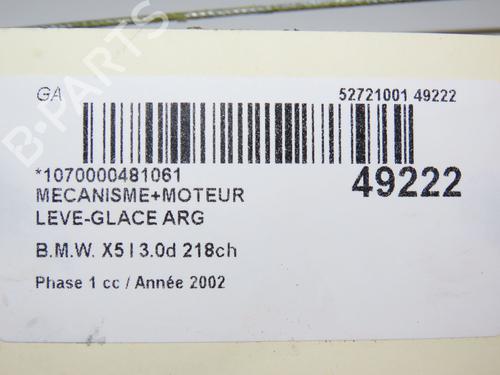 GA
52721001 49222
*1070000481061
49222
MECANISME+MOTEUR
LEVE-GLACE ARG
B.M.W. X5 I 3.0d 218ch
Phase 1 cc / Année 2002
B-PARTS